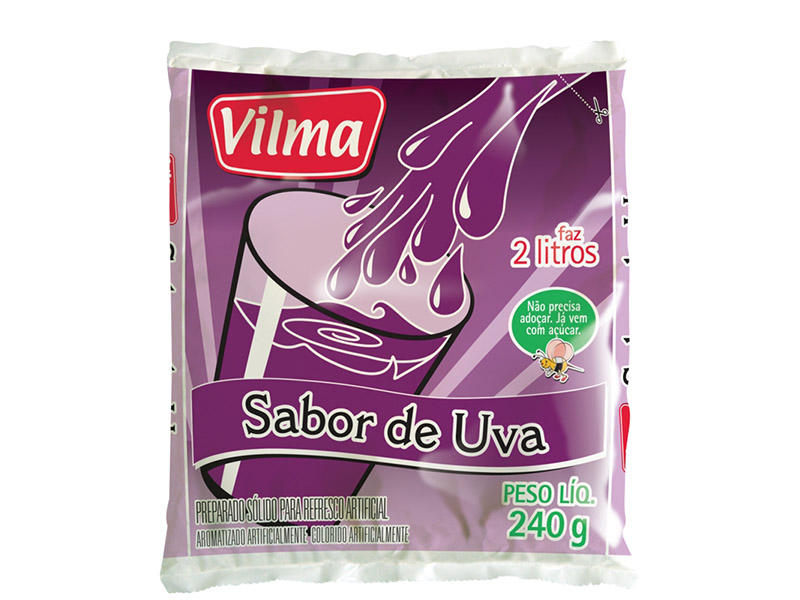 Vilma
faz
2 litros
Não precisa
adoçar. Já vem
com açúcar.
Sabor de Uva
PREPARADO SÓLIDO PARA REFRESCO ARTIFICIAL
AROMATIZADO ARTIFICIALMENTE COLORIDO ARTIFICIALMENTE
PESO LÍQ.
240 g